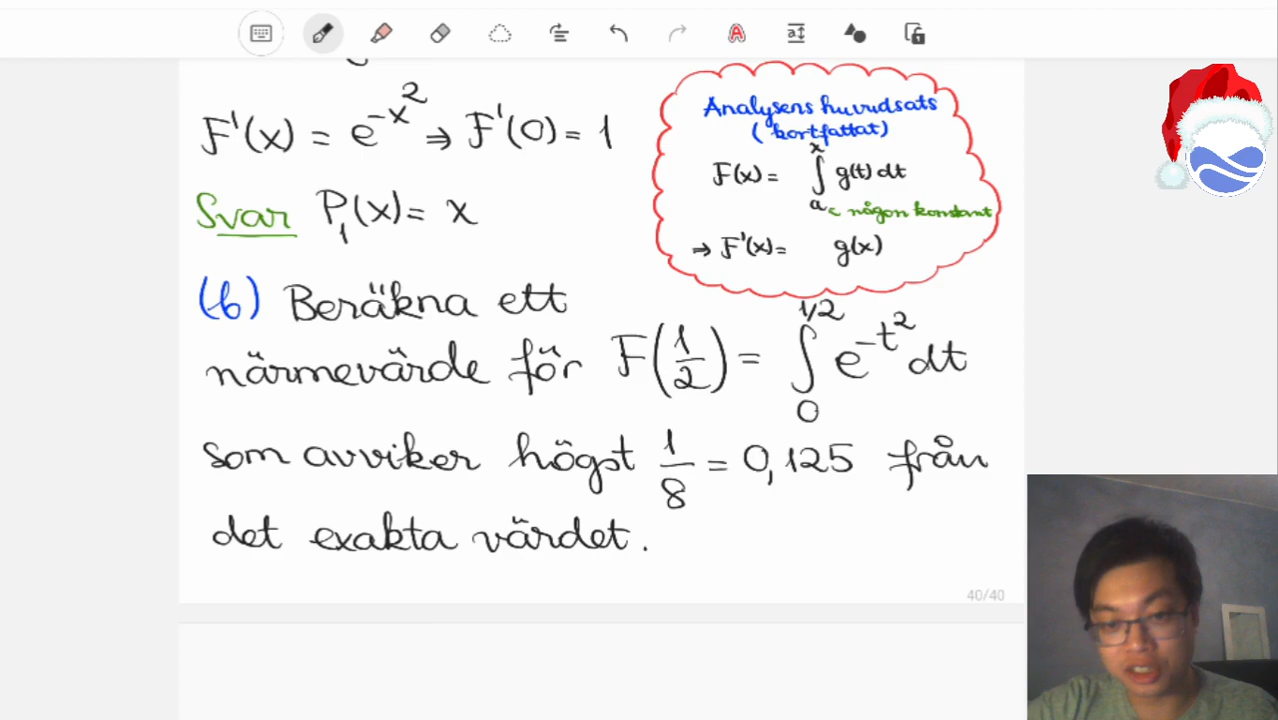 F'(x) = e^{-x^2} ⇒ F'(0) = 1
Svar P_1(x) = x
Analysens huvudsats
(kortfattat)
F(x) = ∫_a^x g(t) dt
någon konstant
⇒ F'(x) = g(x)
(b) Beräkna ett
närmevärde för F(1/2) = ∫_0^{1/2} e^{-t^2} dt
som avviker högst 1/8 = 0,125 från
det exakta värdet.
40/40